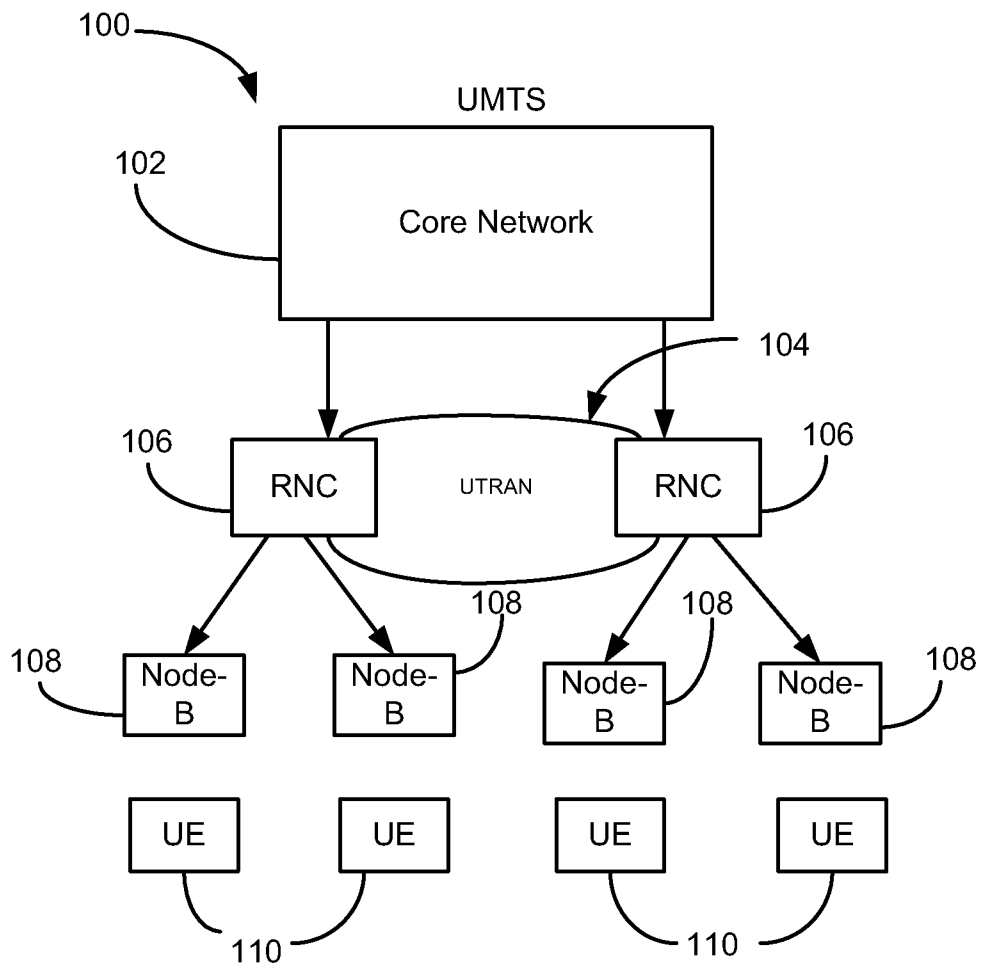 100
UMTS
102
Core Network
104
106
106
RNC
UTRAN
RNC
108
108
108
108
Node-
B
Node-
B
Node-
B
Node-
B
UE
UE
UE
UE
110
110